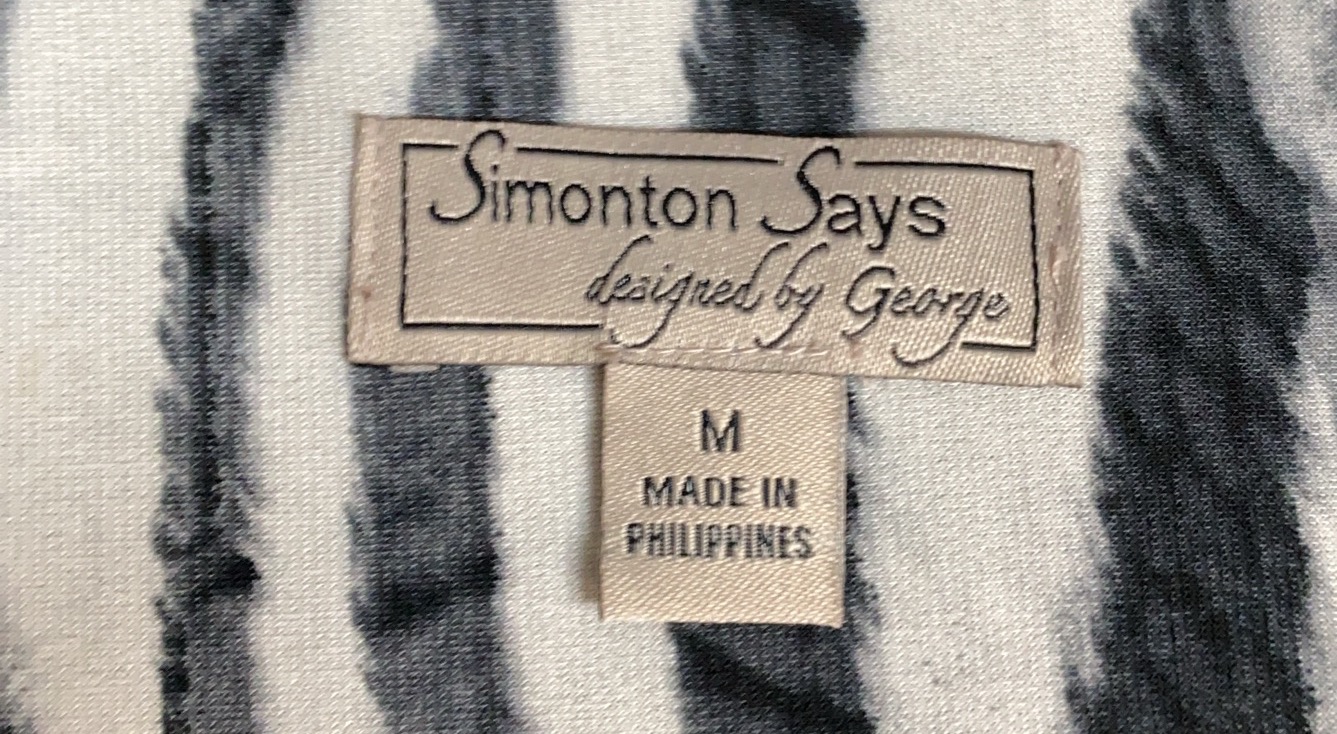 Simonton Says
designed by George
M
MADE IN
PHILIPPINES